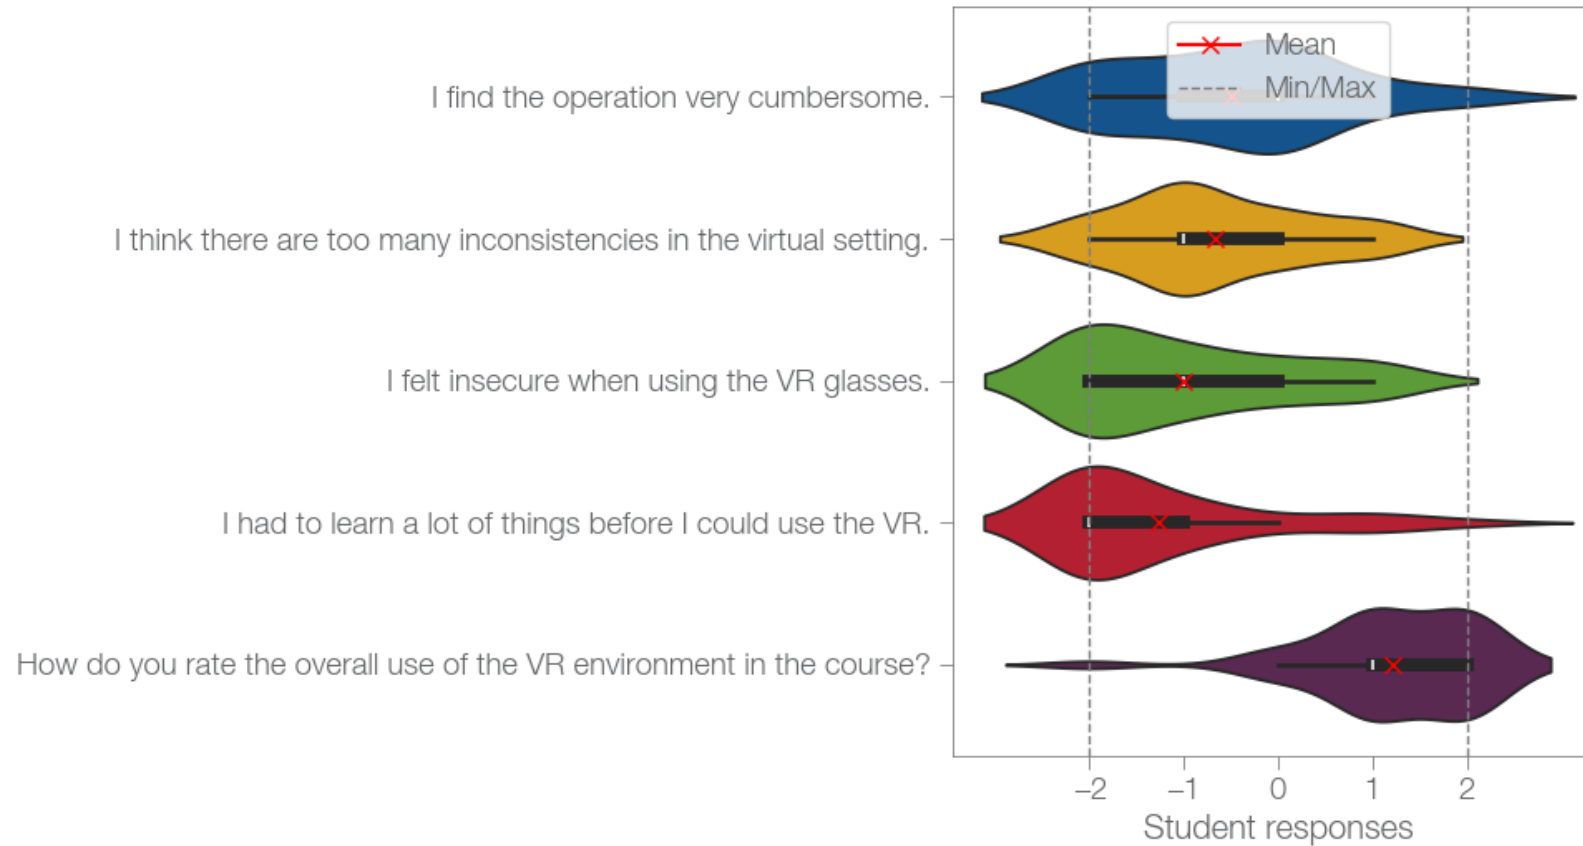 Mean
Min/Max
I find the operation very cumbersome.
I think there are too many inconsistencies in the virtual setting.
I felt insecure when using the VR glasses.
I had to learn a lot of things before I could use the VR.
How do you rate the overall use of the VR environment in the course?
−2 −1 0 1 2
Student responses